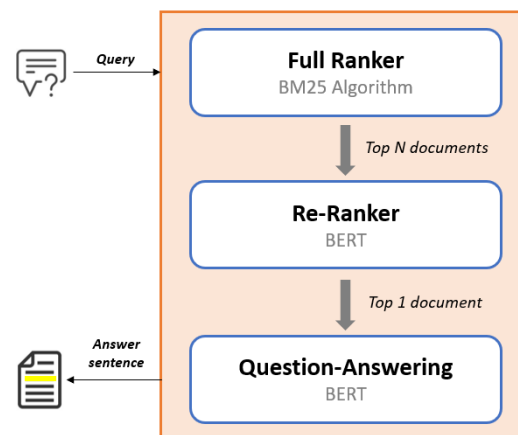 Query
Full Ranker
BM25 Algorithm
Top N documents
Re-Ranker
BERT
Top 1 document
Answer
sentence
Question-Answering
BERT